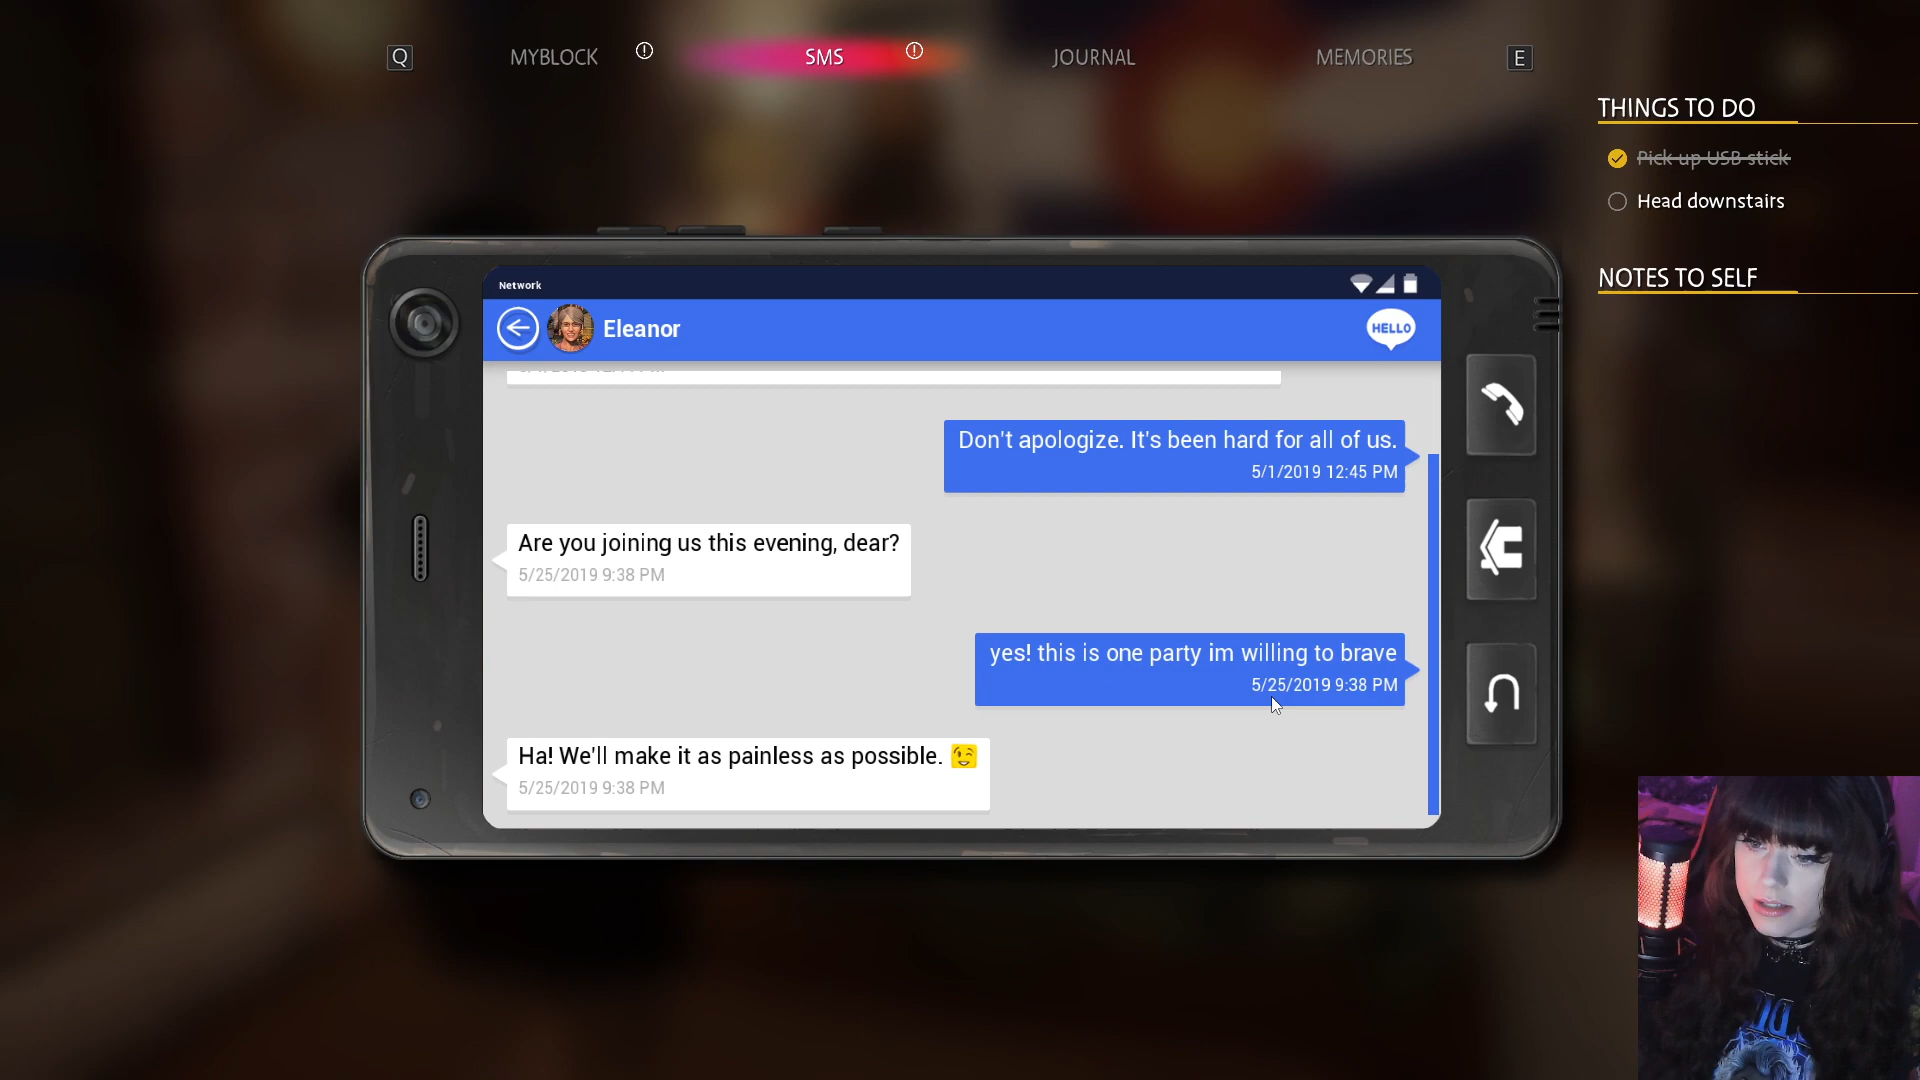 Q
MYBLOCK
SMS
JOURNAL
MEMORIES
E
THINGS TO DO
Pick up USB stick
Head downstairs
NOTES TO SELF
Network
Eleanor
HELLO
Don't apologize. It's been hard for all of us.
5/1/2019 12:45 PM
Are you joining us this evening, dear?
5/25/2019 9:38 PM
yes! this is one party im willing to brave
5/25/2019 9:38 PM
Ha! We'll make it as painless as possible. 😉
5/25/2019 9:38 PM